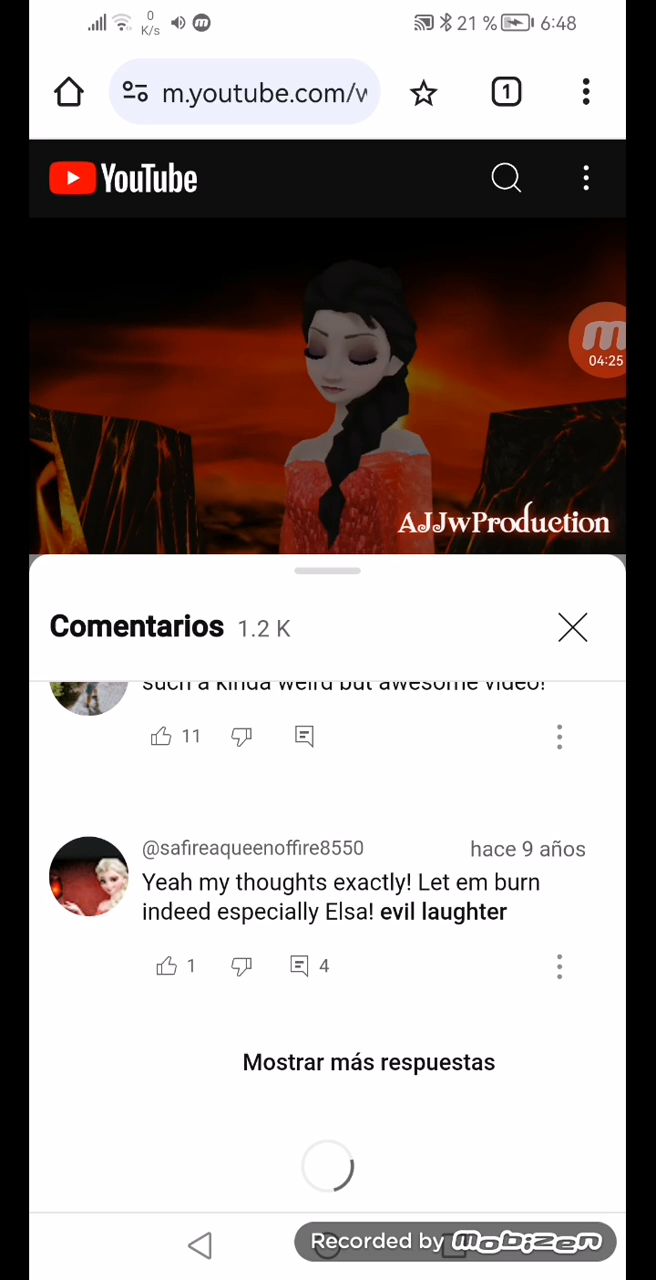 0
K/s
21 %
6:48
m.youtube.com/w
1
YouTube
04:25
AJJwProduction
Comentarios 1.2 K
such a kinda weird but awesome video!
11
@safireaqueenoffire8550 hace 9 años
Yeah my thoughts exactly! Let em burn
indeed especially Elsa! evil laughter
1 4
Mostrar más respuestas
Recorded by mobizen